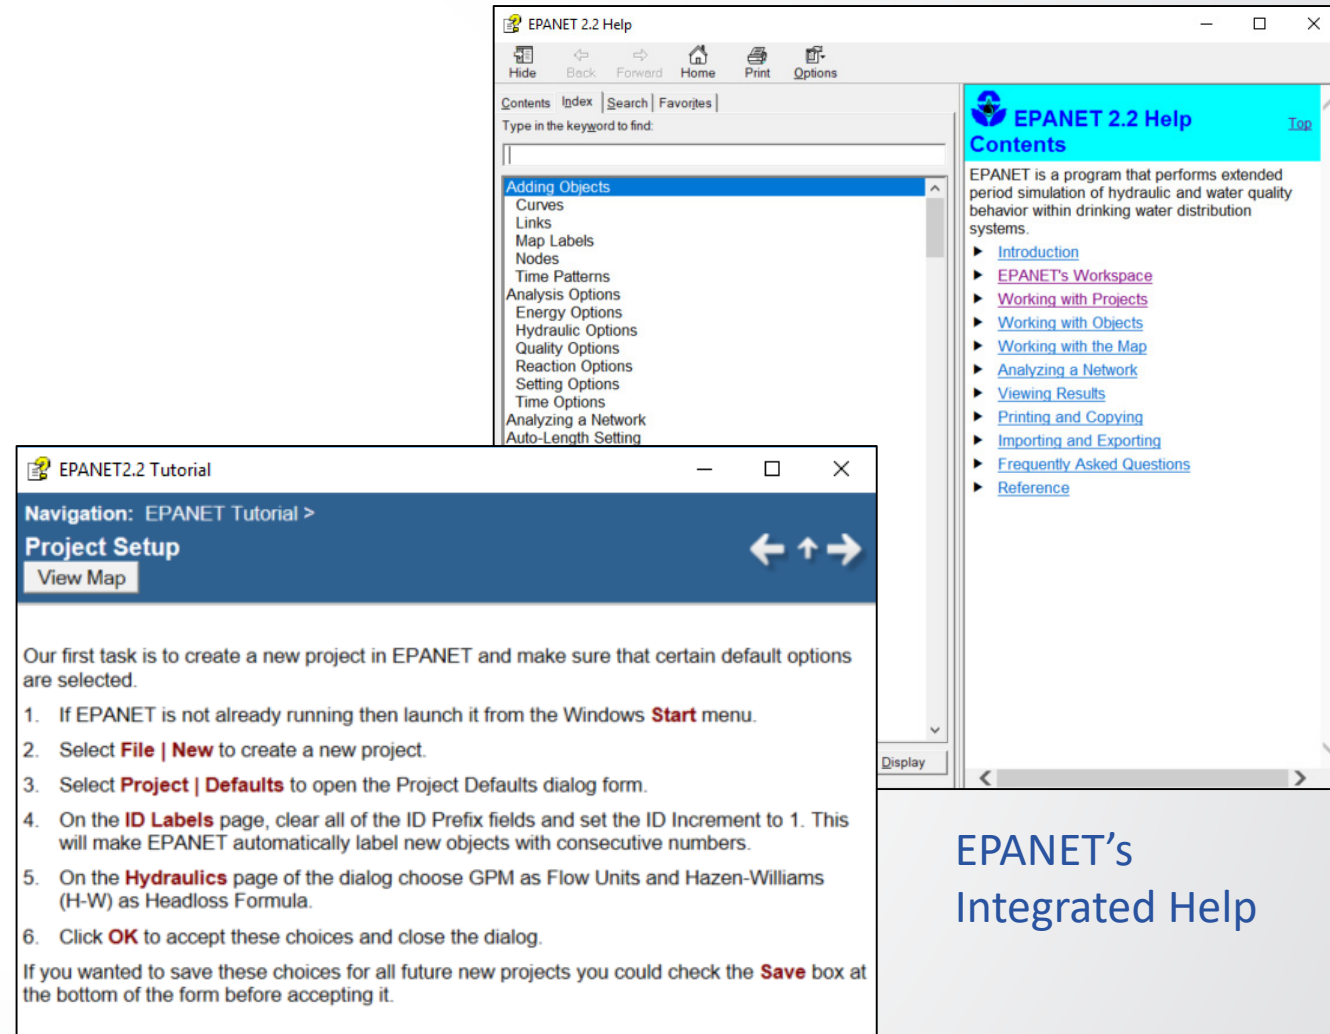 EPANET 2.2 Help
Hide Back Forward Home Print Options
Contents Index Search Favorites
Type in the keyword to find:
Adding Objects
Curves
Links
Map Labels
Nodes
Time Patterns
Analysis Options
Energy Options
Hydraulic Options
Quality Options
Reaction Options
Setting Options
Time Options
Analyzing a Network
Auto-Length Setting
Display
EPANET 2.2 Help
Contents
Top
EPANET is a program that performs extended
period simulation of hydraulic and water quality
behavior within drinking water distribution
systems.
Introduction
EPANET's Workspace
Working with Projects
Working with Objects
Working with the Map
Analyzing a Network
Viewing Results
Printing and Copying
Importing and Exporting
Frequently Asked Questions
Reference
EPANET2.2 Tutorial
Navigation: EPANET Tutorial >
Project Setup
View Map
Our first task is to create a new project in EPANET and make sure that certain default options
are selected.
1. If EPANET is not already running then launch it from the Windows Start menu.
2. Select File | New to create a new project.
3. Select Project | Defaults to open the Project Defaults dialog form.
4. On the ID Labels page, clear all of the ID Prefix fields and set the ID Increment to 1. This
will make EPANET automatically label new objects with consecutive numbers.
5. On the Hydraulics page of the dialog choose GPM as Flow Units and Hazen-Williams
(H-W) as Headloss Formula.
6. Click OK to accept these choices and close the dialog.
If you wanted to save these choices for all future new projects you could check the Save box at
the bottom of the form before accepting it.
EPANET’s
Integrated Help